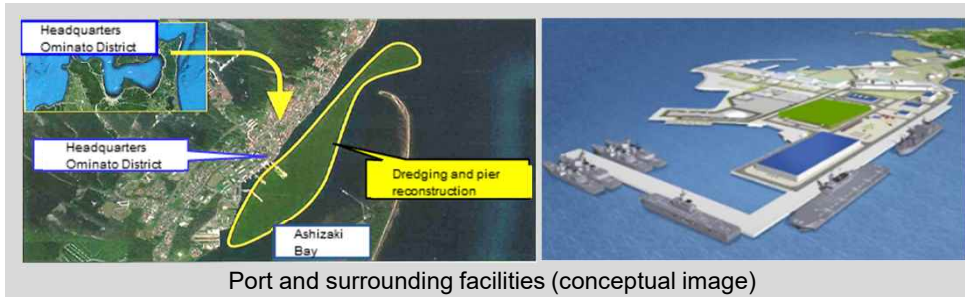 Headquarters
Ominato District
Headquarters
Ominato District
Dredging and pier
reconstruction
Ashizaki
Bay
Port and surrounding facilities (conceptual image)